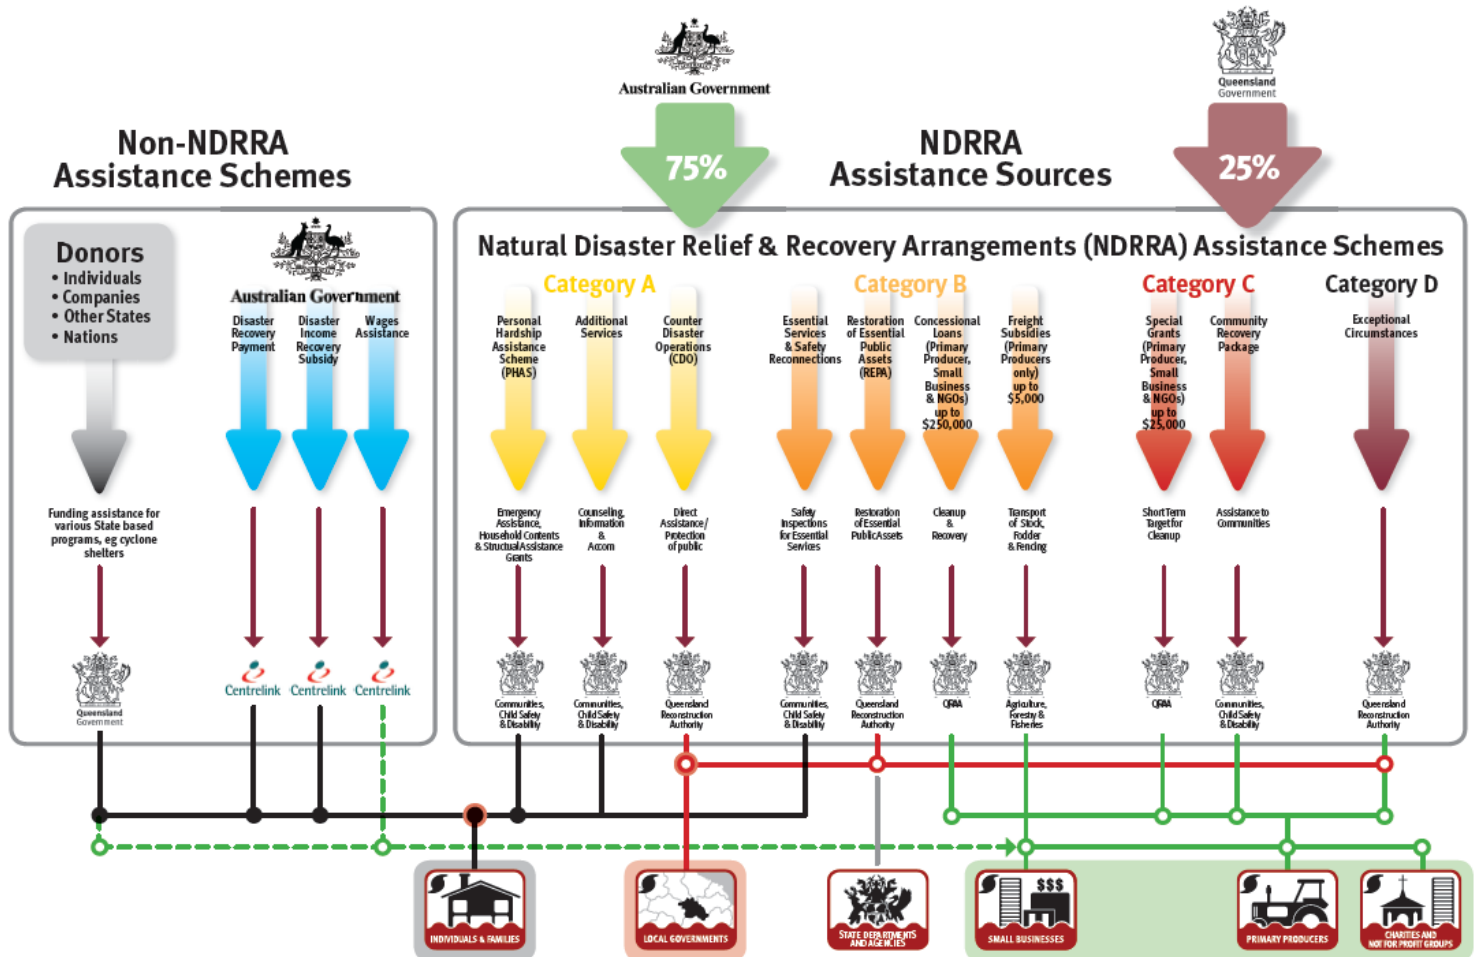 Australian Government
Queensland
Government
Non-NDRRA
Assistance Schemes
75%
NDRRA
Assistance Sources
25%
Donors
• Individuals
• Companies
• Other States
• Nations
Australian Government
Disaster
Recovery
Payment
Disaster
Income
Recovery
Subsidy
Wages
Assistance
Funding assistance for
various State based
programs, eg cyclone
shelters
Queensland
Government
Centrelink
Centrelink
Centrelink
Natural Disaster Relief & Recovery Arrangements (NDRRA) Assistance Schemes
Category A
Category B
Category C
Category D
Personal
Hardship
Assistance
Scheme
(PHAS)
Additional
Services
Counter
Disaster
Operations
(CDO)
Essential
Services
& Safety
Reconnections
Restoration
of Essential
Public
Assets
(REPA)
Concessional
Loans
(Primary
Producer,
Small
Business
& NGOs)
up to
$250,000
Freight
Subsidies
(Primary
Producers
only)
up to
$5,000
Special
Grants
(Primary
Producer,
Small
Business
& NGOs)
up to
$25,000
Community
Recovery
Package
Exceptional
Circumstances
Emergency
Assistance,
Household Contents
& Structual Assistance
Grants
Counseling,
Information
&
Accom
Direct
Assistance/
Protection
of public
Safety
Inspections
for Essential
Services
Restoration
of Essential
Public Assets
Cleanup
&
Recovery
Transport
of Stock,
Fodder
& Fencing
Short Term
Target for
Cleanup
Assistance to
Communities
Communities,
Child Safety
& Disability
Communities,
Child Safety
& Disability
Queensland
Reconstruction
Authority
Communities,
Child Safety
& Disability
Queensland
Reconstruction
Authority
QRAA
Agriculture,
Forestry &
Fisheries
QRAA
Communities,
Child Safety
& Disability
Queensland
Reconstruction
Authority
INDIVIDUALS & FAMILIES
LOCAL GOVERNMENTS
STATE DEPARTMENTS
AND AGENCIES
$$$
SMALL BUSINESSES
PRIMARY PRODUCERS
CHARITIES AND
NOT FOR PROFIT GROUPS